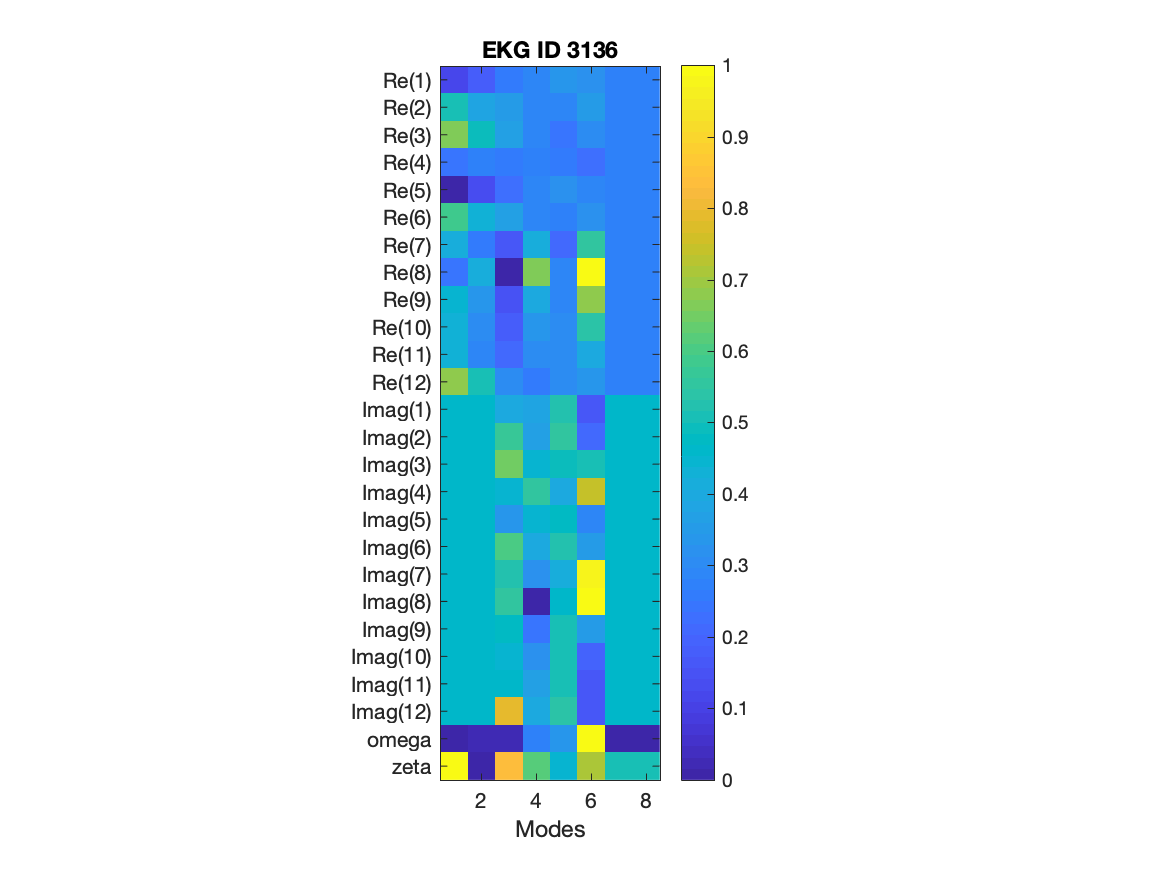 EKG ID 3136
Re(1)
Re(2)
Re(3)
Re(4)
Re(5)
Re(6)
Re(7)
Re(8)
Re(9)
Re(10)
Re(11)
Re(12)
Imag(1)
Imag(2)
Imag(3)
Imag(4)
Imag(5)
Imag(6)
Imag(7)
Imag(8)
Imag(9)
Imag(10)
Imag(11)
Imag(12)
omega
zeta
2 4 6 8
Modes
1
0.9
0.8
0.7
0.6
0.5
0.4
0.3
0.2
0.1
0